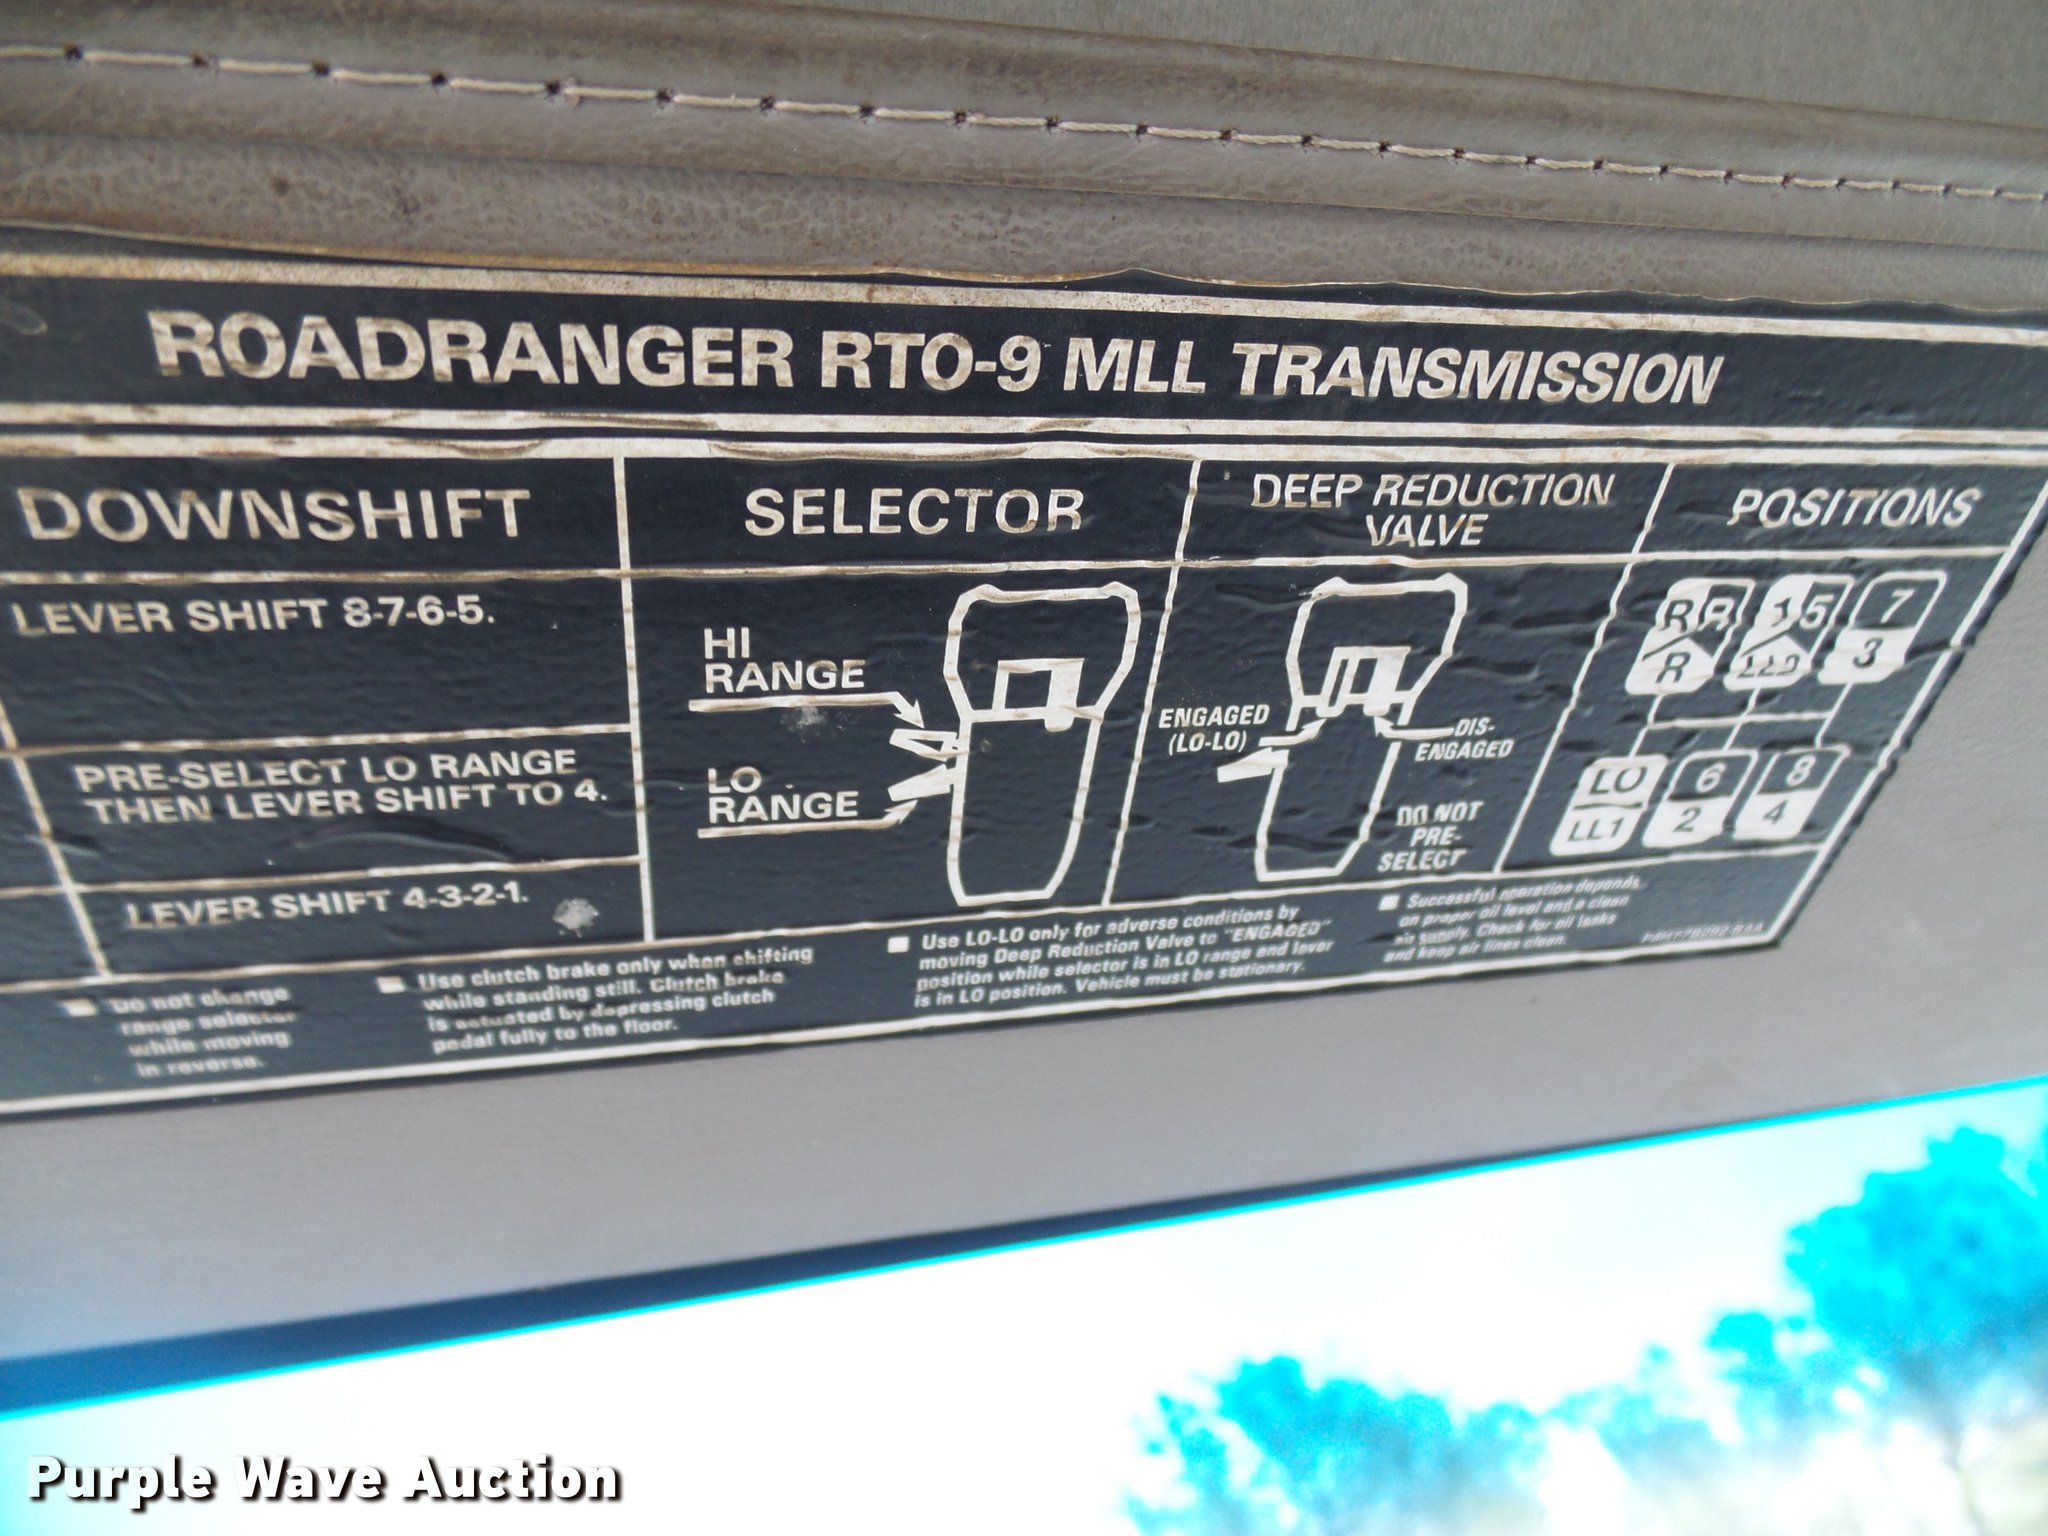 ROADRANGER RTO-9 MLL TRANSMISSION
DOWNSHIFT
LEVER SHIFT 8-7-6-5.
PRE-SELECT LO RANGE
THEN LEVER SHIFT TO 4.
LEVER SHIFT 4-3-2-1.
SELECTOR
HI
RANGE
LO
RANGE
DEEP REDUCTION
VALVE
ENGAGED
(LO-LO)
DIS-
ENGAGED
DO NOT
PRE-
SELECT
POSITIONS
R R 1 5 7
R LL2 3
LO 6 8
LL1 2 4
Do not change
range selector
while moving
in reverse.
Use clutch brake only when shifting
while standing still. Clutch brake
is actuated by depressing clutch
pedal fully to the floor.
Use LO-LO only for adverse conditions by
moving Deep Reduction Valve to "ENGAGED"
position while selector is in LO range and lever
is in LO position. Vehicle must be stationary.
Successful operation depends
on proper oil level and a clean
air supply. Check for oil leaks
and keep air lines clean.
Purple Wave Auction